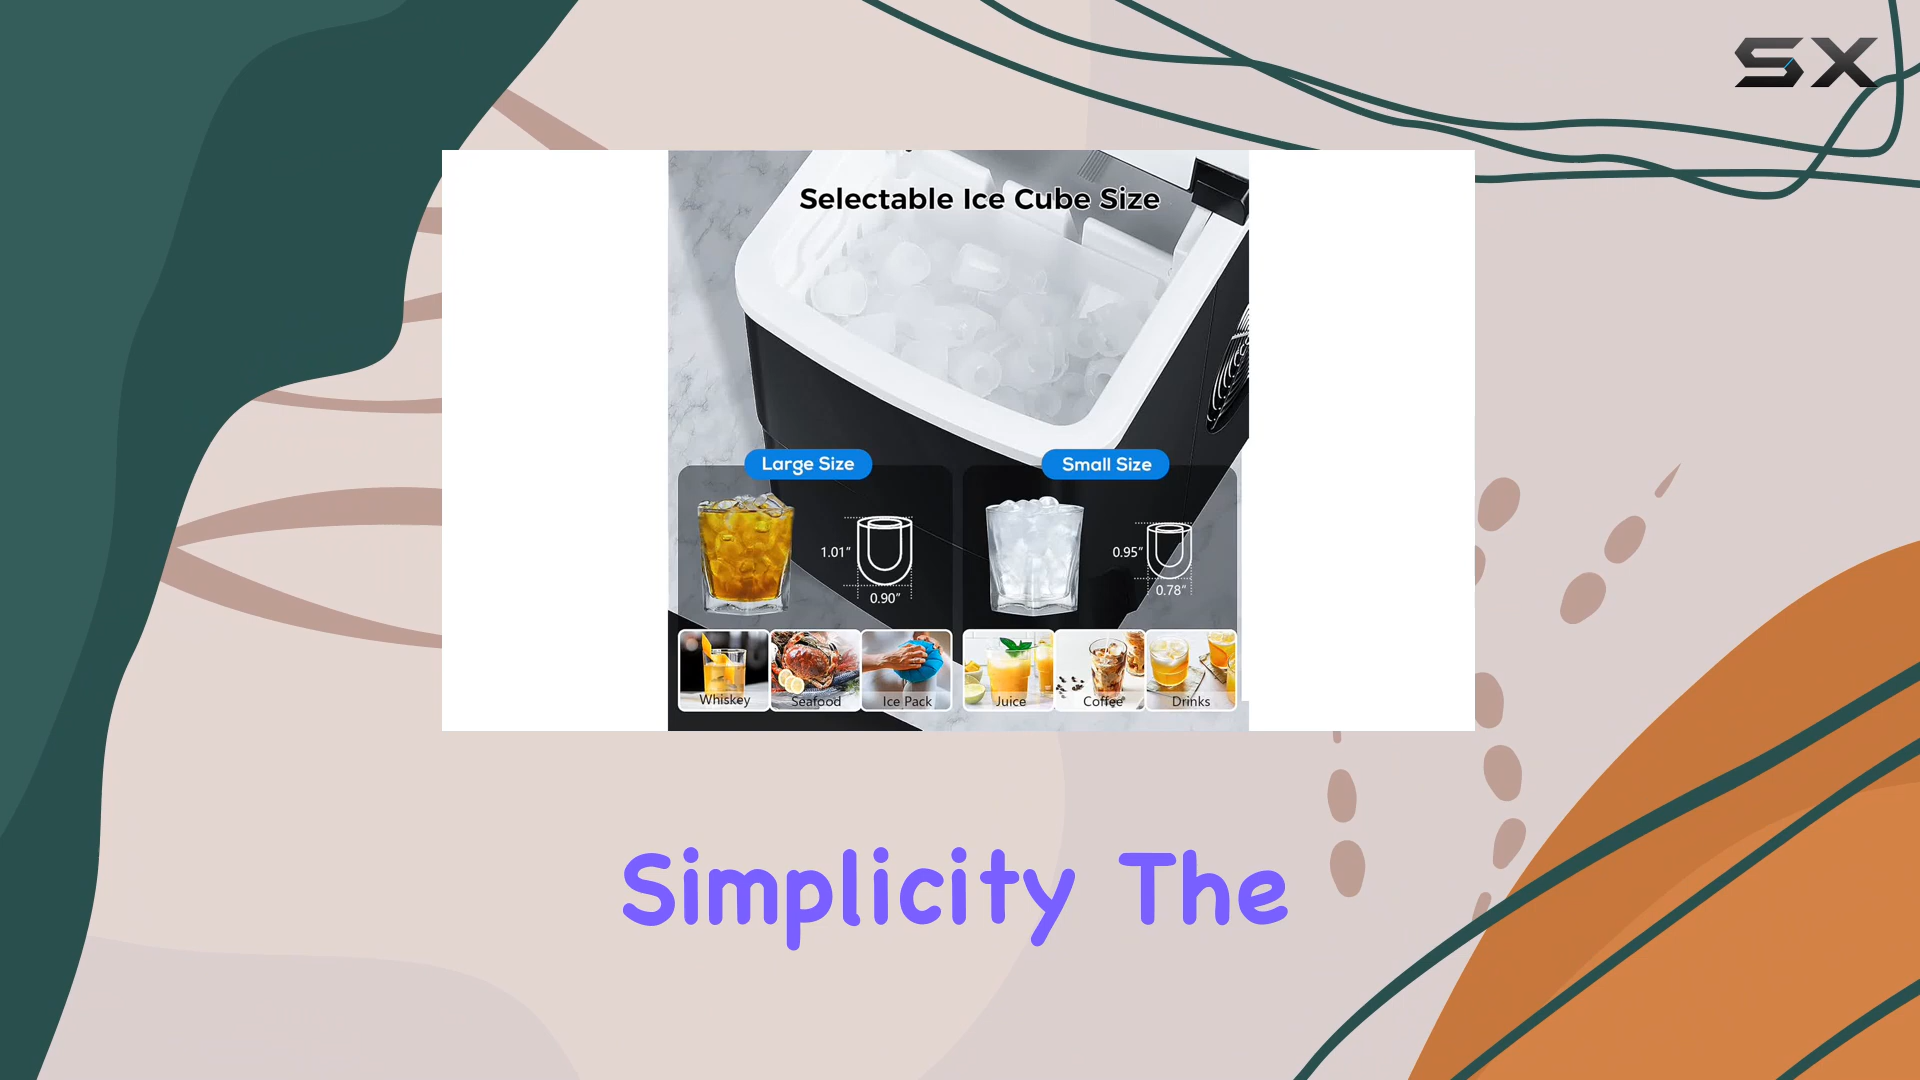 SX
Selectable Ice Cube Size
Large Size
Small Size
1.01"
0.90"
0.95"
0.78"
Whiskey
Seafood
Ice Pack
Juice
Coffee
Drinks
Simplicity The